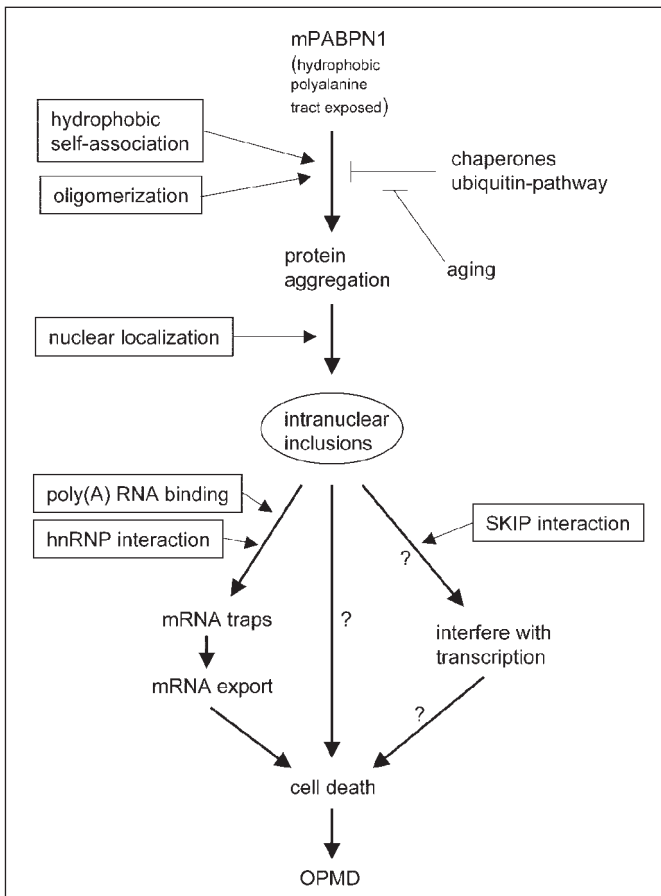 mPABPN1
(hydrophobic
polyalanine
tract exposed)
hydrophobic
self-association
oligomerization
chaperones
ubiquitin-pathway
aging
protein
aggregation
nuclear localization
intranuclear
inclusions
poly(A) RNA binding
hnRNP interaction
SKIP interaction
?
mRNA traps
?
interfere with
transcription
mRNA export
?
cell death
OPMD